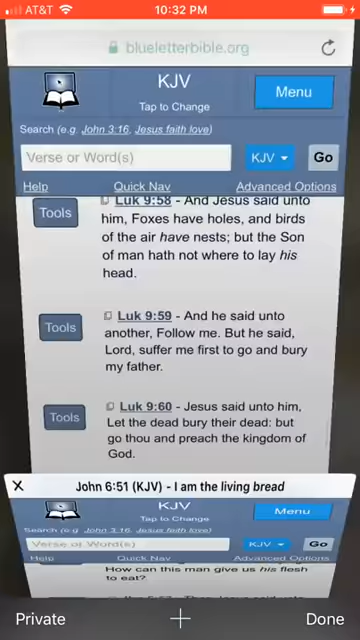 AT&T 10:32 PM
blueletterbible.org
KJV
Tap to Change
Menu
Search (e.g. John 3:16, Jesus faith love)
Verse or Word(s)
KJV
Go
Help Quick Nav Advanced Options
Tools
Luk 9:58 - And Jesus said unto
him, Foxes have holes, and birds
of the air have nests; but the Son
of man hath not where to lay his
head.
Tools
Luk 9:59 - And he said unto
another, Follow me. But he said,
Lord, suffer me first to go and bury
my father.
Tools
Luk 9:60 - Jesus said unto him,
Let the dead bury their dead: but
go thou and preach the kingdom of
God.
X John 6:51 (KJV) - I am the living bread
KJV
Tap to Change
Menu
Search (e.g. John 3:16, Jesus faith love)
Verse or Word(s)
KJV
Go
Help Quick Nav Advanced Options
How can this man give us his flesh
to eat?
Private + Done